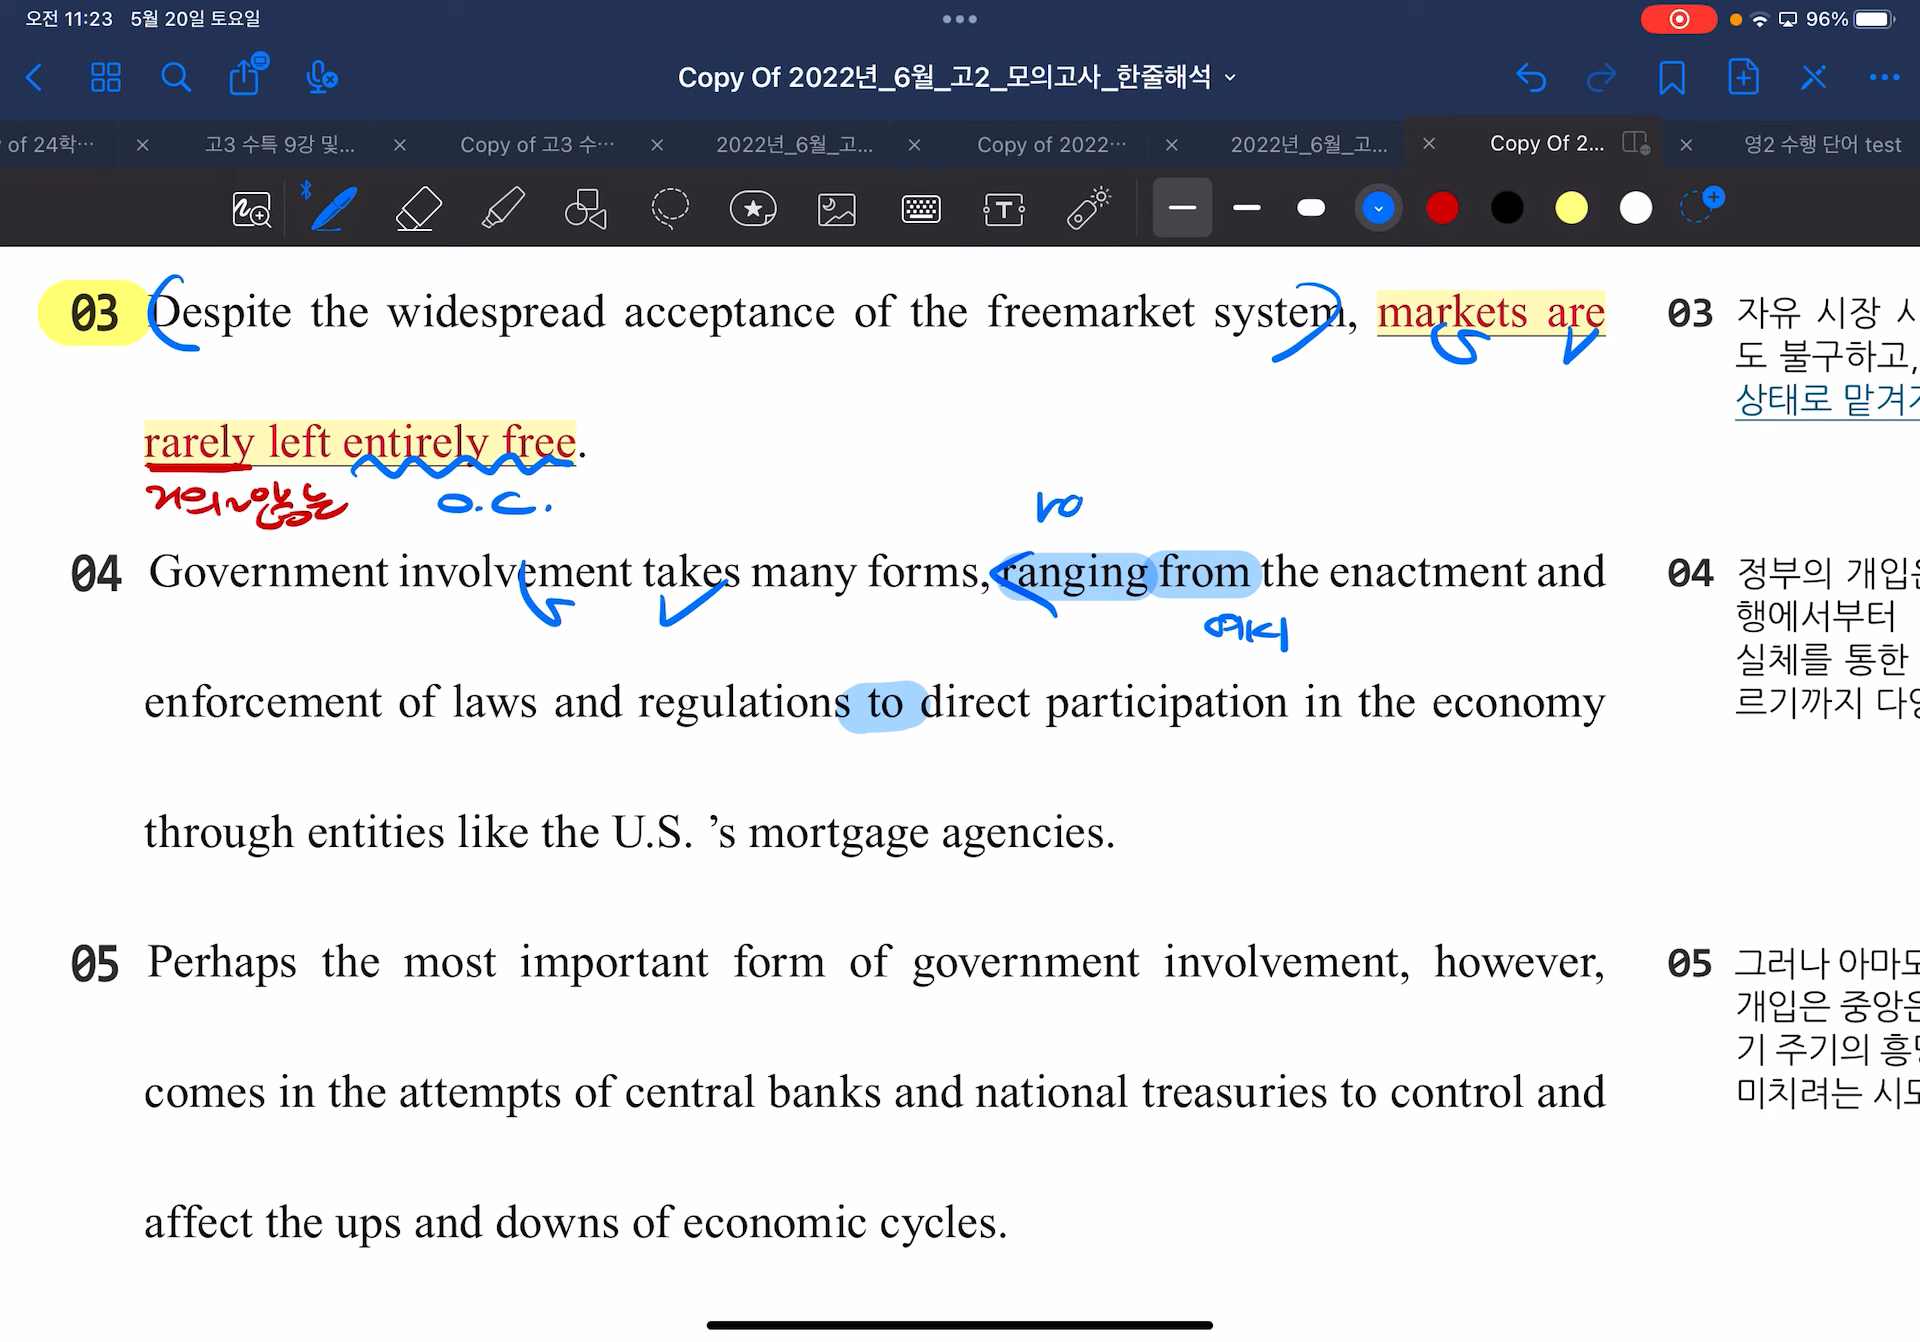 오전 11:23 5월 20일 토요일
96%
Copy Of 2022년_6월_고2_모의고사_한줄해석
of 24학···
고3 수특 9강 및...
Copy of 고3 수···
2022년_6월_고...
Copy of 2022···
2022년_6월_고...
Copy Of 2...
영2 수행 단어 test
03 Despite the widespread acceptance of the freemarket system, markets are
rarely left entirely free.
거의~않는 O.C.
04 Government involvement takes many forms, ranging from the enactment and
에서
enforcement of laws and regulations to direct participation in the economy
through entities like the U.S. ’s mortgage agencies.
05 Perhaps the most important form of government involvement, however,
comes in the attempts of central banks and national treasuries to control and
affect the ups and downs of economic cycles.
03 자유 시장 시
도 불구하고,
상태로 맡겨지
04 정부의 개입은
행에서부터
실체를 통한
르기까지 다양
05 그러나 아마도
개입은 중앙은
기 주기의 흥망
미치려는 시도